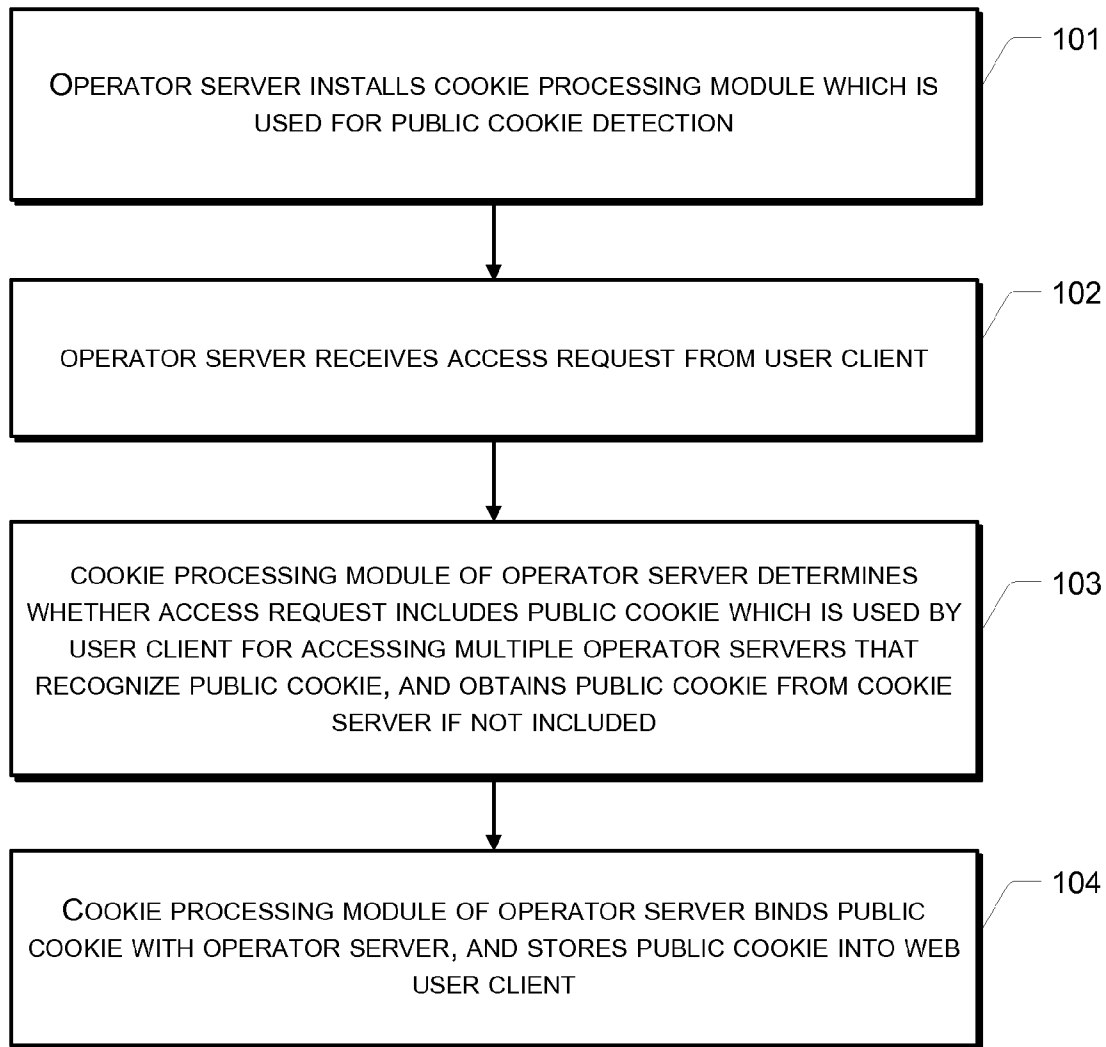 OPERATOR SERVER INSTALLS COOKIE PROCESSING MODULE WHICH IS
USED FOR PUBLIC COOKIE DETECTION
101
OPERATOR SERVER RECEIVES ACCESS REQUEST FROM USER CLIENT
102
COOKIE PROCESSING MODULE OF OPERATOR SERVER DETERMINES
WHETHER ACCESS REQUEST INCLUDES PUBLIC COOKIE WHICH IS USED BY
USER CLIENT FOR ACCESSING MULTIPLE OPERATOR SERVERS THAT
RECOGNIZE PUBLIC COOKIE, AND OBTAINS PUBLIC COOKIE FROM COOKIE
SERVER IF NOT INCLUDED
103
COOKIE PROCESSING MODULE OF OPERATOR SERVER BINDS PUBLIC
COOKIE WITH OPERATOR SERVER, AND STORES PUBLIC COOKIE INTO WEB
USER CLIENT
104